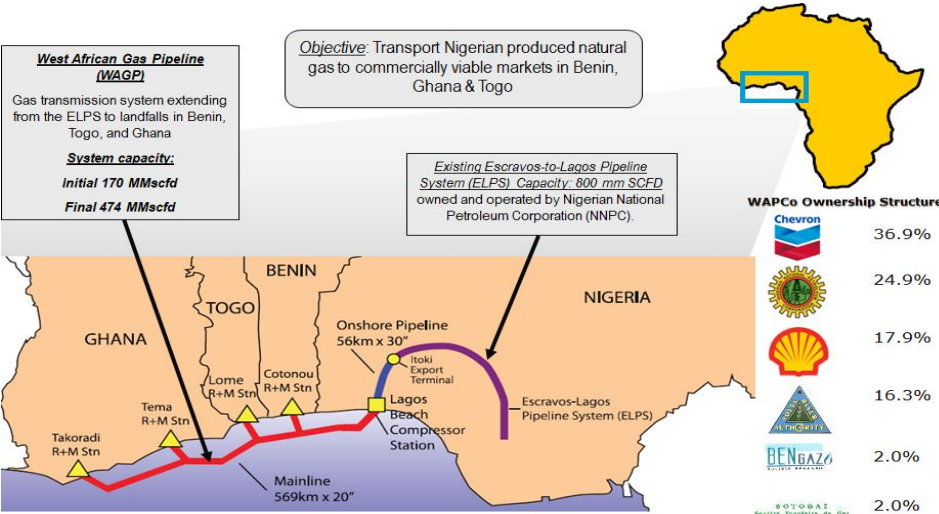 West African Gas Pipeline
(WAGP)
Gas transmission system extending
from the ELPS to landfalls in Benin,
Togo, and Ghana
System capacity:
initial 170 MMscfd
Final 474 MMscfd
Objective: Transport Nigerian produced natural
gas to commercially viable markets in Benin,
Ghana & Togo
Existing Escravos-to-Lagos Pipeline
System (ELPS) Capacity: 800 mm SCFD
owned and operated by Nigerian National
Petroleum Corporation (NNPC).
WAPCo Ownership Structure
Chevron
36.9%
24.9%
17.9%
VOLTA RIVER
AUTHORITY
16.3%
BENGAZ
2.0%
SOTOGAZ
2.0%
GHANA
TOGO
BENIN
NIGERIA
Onshore Pipeline
56km x 30”
Itoki
Export
Terminal
Lagos
Beach
Compressor
Station
Escravos-Lagos
Pipeline System (ELPS)
Cotonou
R+M Stn
Lome
R+M Stn
Tema
R+M Stn
Takoradi
R+M Stn
Mainline
569km x 20”